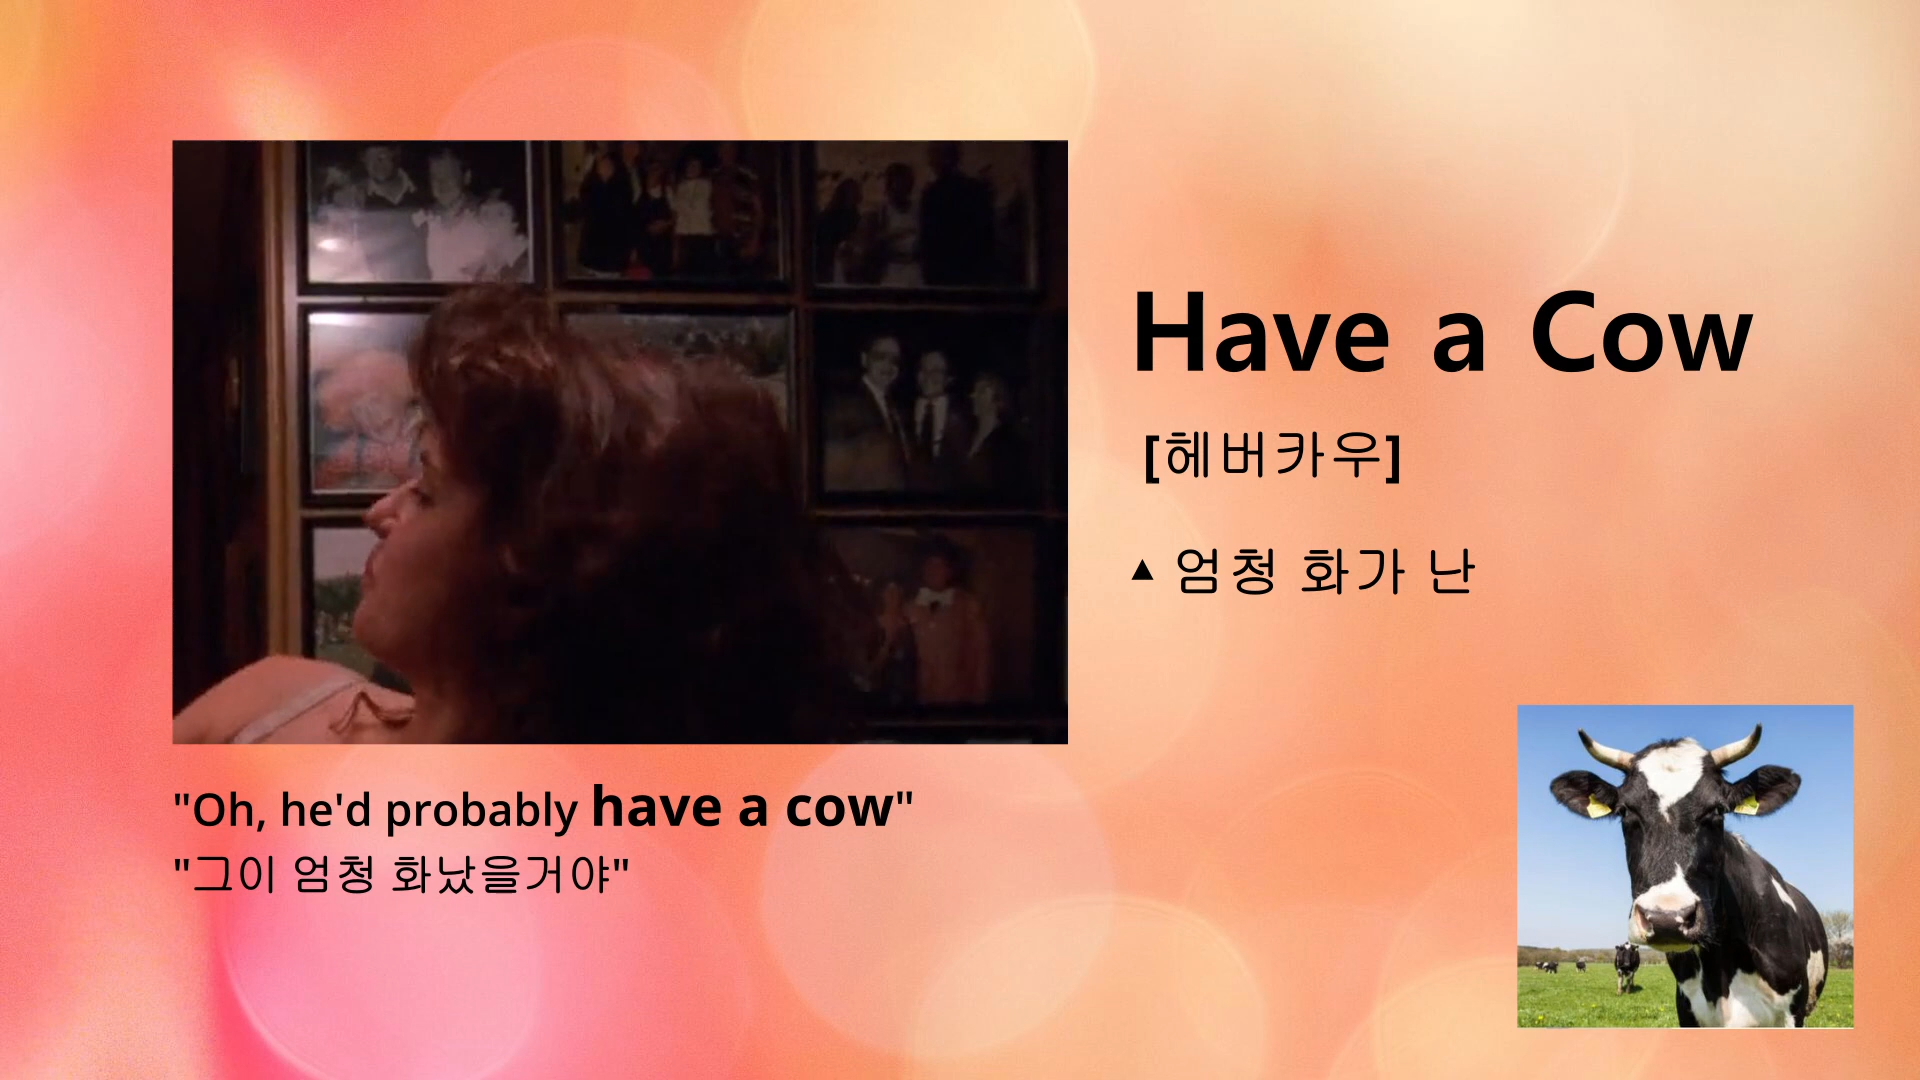 Have a Cow
[헤버카우]
▲ 엄청 화가 난
"Oh, he'd probably have a cow"
"그이 엄청 화났을거야"